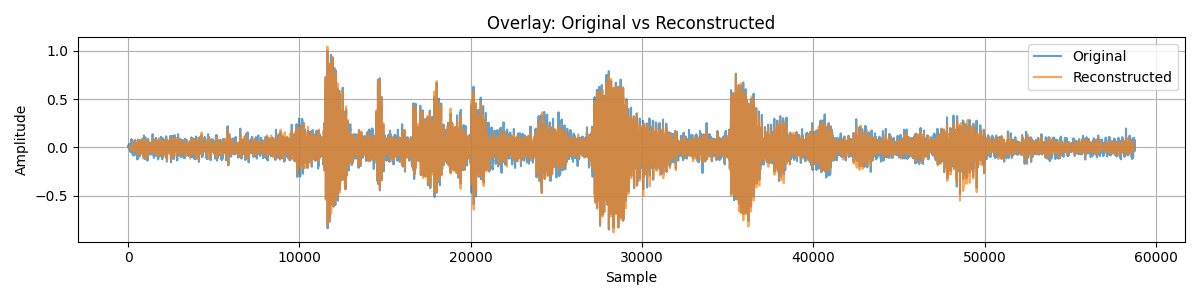 Overlay: Original vs Reconstructed
Original
Reconstructed
Amplitude
1.0
0.5
0.0
−0.5
0 10000 20000 30000 40000 50000 60000
Sample